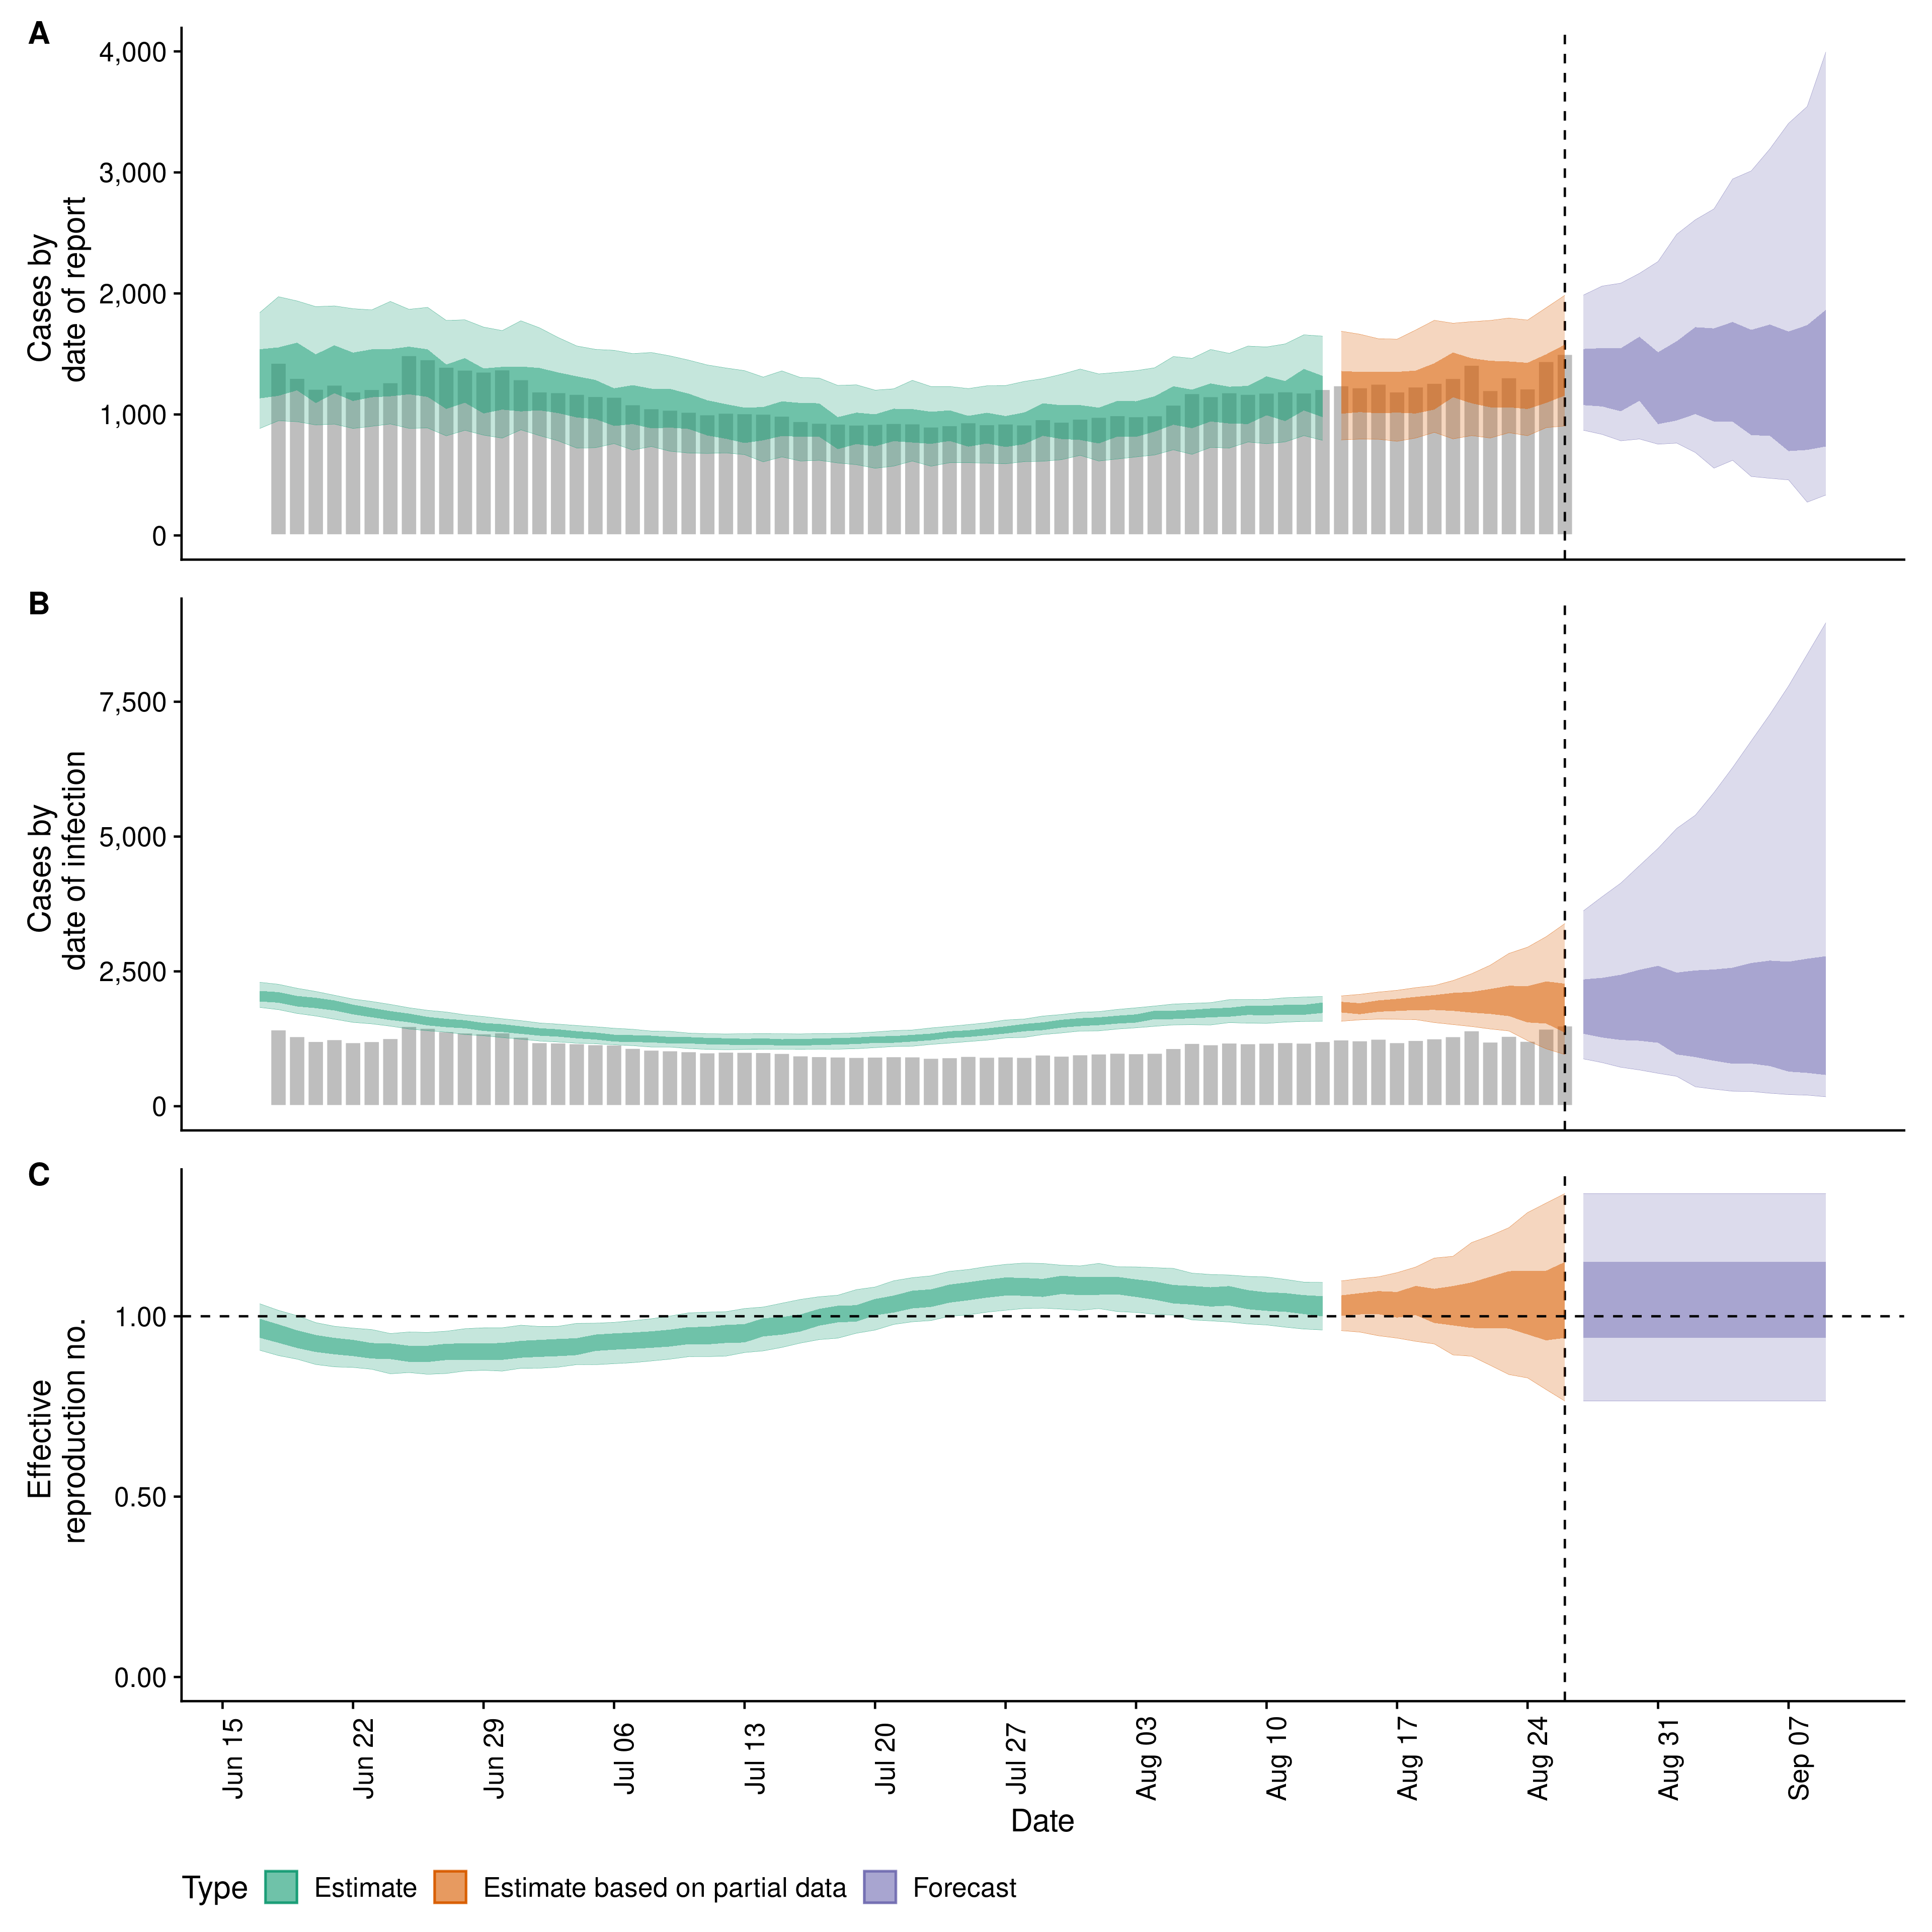 A
4,000
3,000
2,000
1,000
0
Cases by
date of report
B
7,500
5,000
2,500
0
Cases by
date of infection
C
1.00
0.50
0.00
Effective
reproduction no.
Jun 15
Jun 22
Jun 29
Jul 06
Jul 13
Jul 20
Jul 27
Aug 03
Aug 10
Aug 17
Aug 24
Aug 31
Sep 07
Date
Type Estimate Estimate based on partial data Forecast